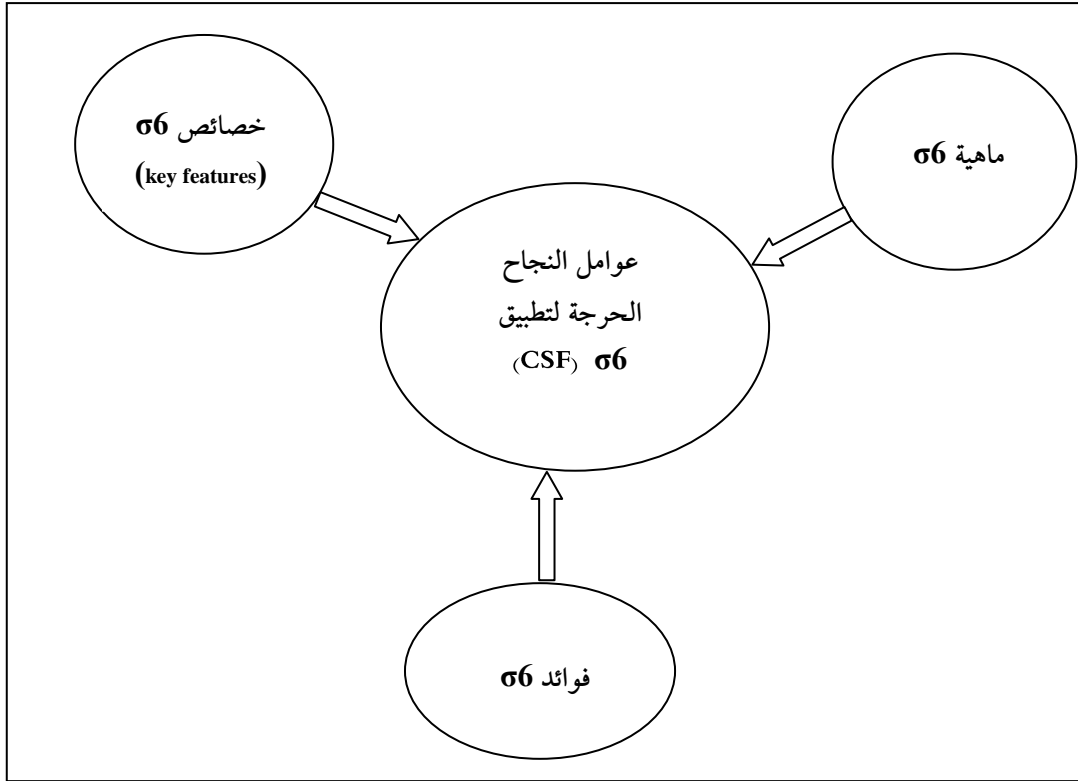 خصائص σ6
(key features)
ماهية σ6
عوامل النجاح
الحرجة لتطبيق
σ6 (CSF)
فوائد σ6